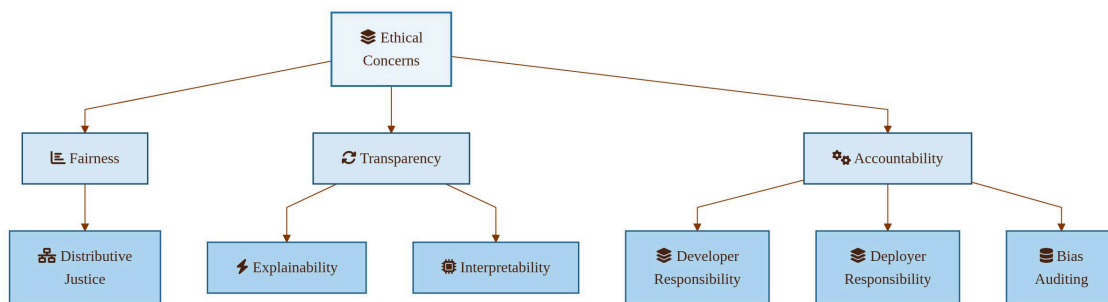 Ethical
Concerns
Fairness
Transparency
Accountability
Distributive
Justice
Explainability
Interpretability
Developer
Responsibility
Deployer
Responsibility
Bias
Auditing